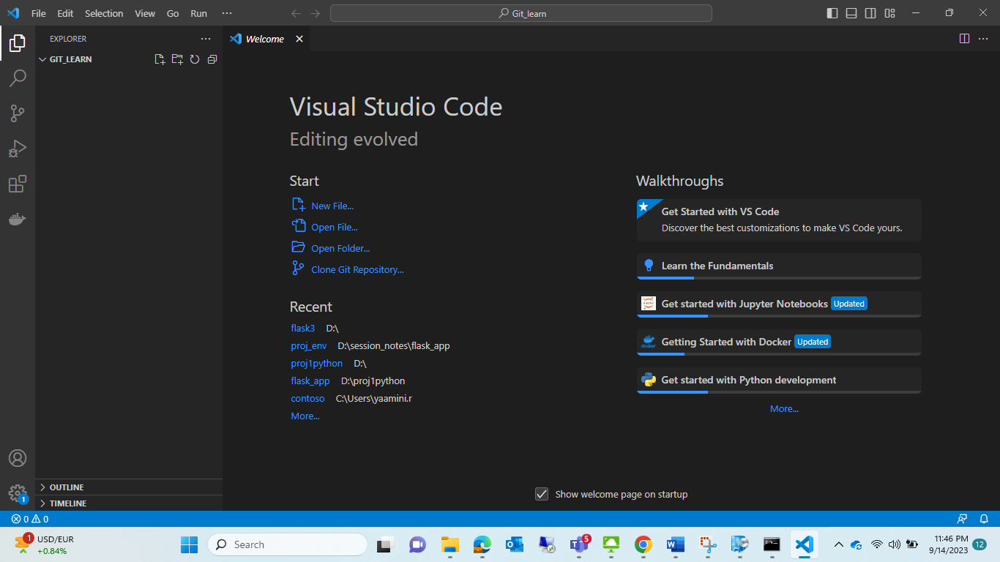 File Edit Selection View Go Run ···
Git_learn
EXPLORER
GIT_LEARN
Welcome
Visual Studio Code
Editing evolved
Start
New File...
Open File...
Open Folder...
Clone Git Repository...
Recent
flask3 D:\
proj_env D:\session_notes\flask_app
proj1python D:\
flask_app D:\proj1python
contoso C:\Users\yaamini.r
More...
Walkthroughs
Get Started with VS Code
Discover the best customizations to make VS Code yours.
Learn the Fundamentals
Get started with Jupyter Notebooks Updated
Getting Started with Docker Updated
Get started with Python development
More...
Show welcome page on startup
OUTLINE
TIMELINE
1
0 0
1
USD/EUR
+0.84%
Search
5
11:46 PM
9/14/2023
12